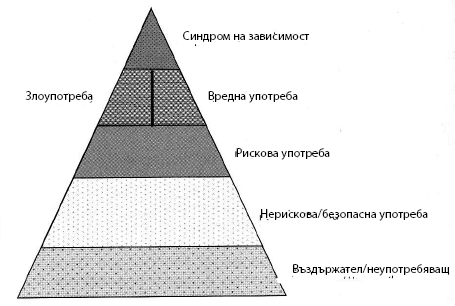 Синдром на зависимост
Злоупотреба
Вредна употреба
Рискова употреба
Нерискова/безопасна употреба
Въздържател/неупотребяващ